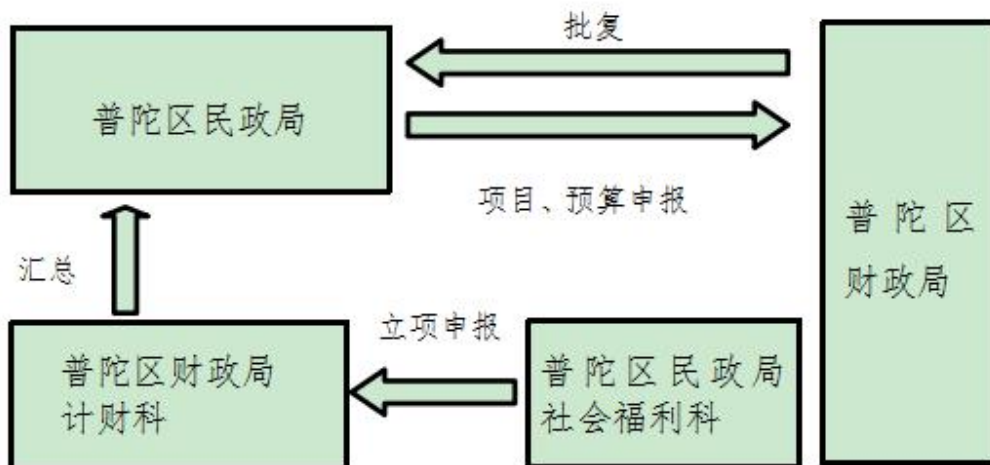 批复
普陀区民政局
项目、预算申报
普陀区
财政局
汇总
立项申报
普陀区财政局
计财科
普陀区民政局
社会福利科